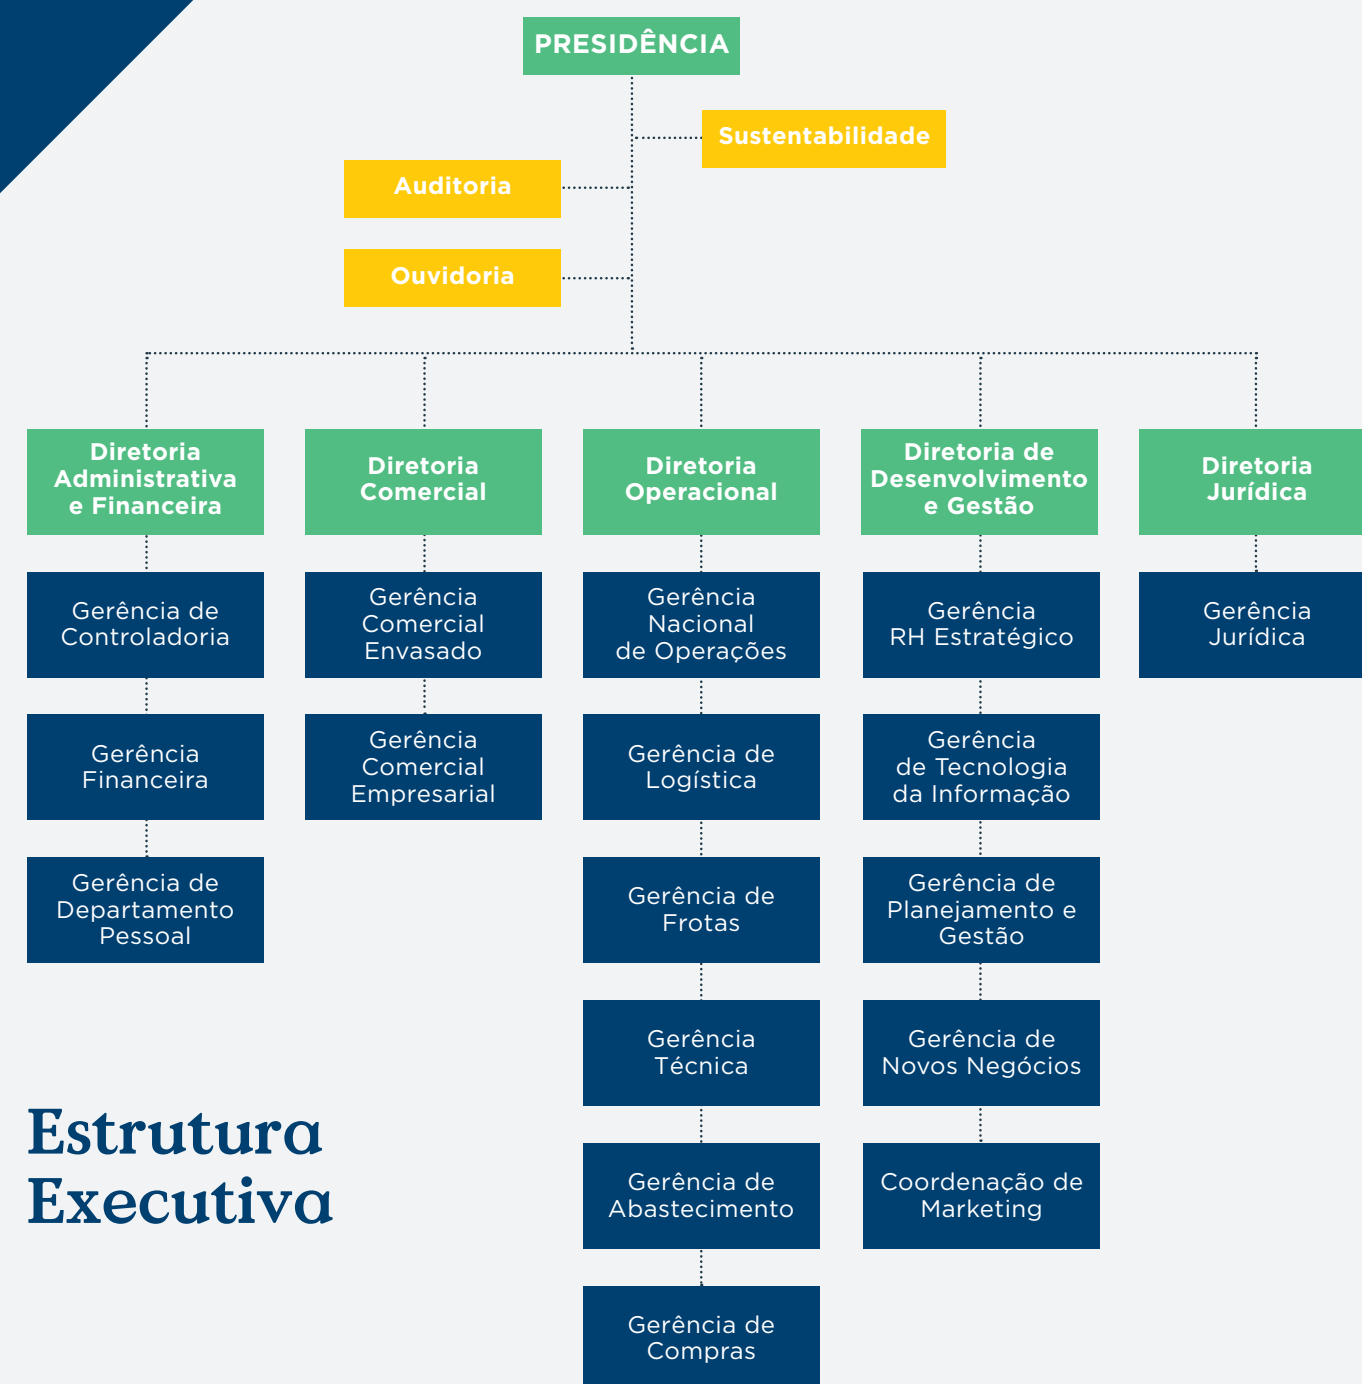 PRESIDÊNCIA
Sustentabilidade
Auditoria
Ouvidoria
Diretoria
Administrativa
e Financeira
Gerência de
Controladoria
Gerência
Financeira
Gerência de
Departamento
Pessoal
Diretoria
Comercial
Gerência
Comercial
Envasado
Gerência
Comercial
Empresarial
Diretoria
Operacional
Gerência
Nacional
de Operações
Gerência de
Logística
Gerência de
Frotas
Gerência
Técnica
Gerência de
Abastecimento
Gerência de
Compras
Diretoria de
Desenvolvimento
e Gestão
Gerência
RH Estratégico
Gerência
de Tecnologia
da Informação
Gerência de
Planejamento e
Gestão
Gerência de
Novos Negócios
Coordenação de
Marketing
Diretoria
Jurídica
Gerência
Jurídica
Estrutura
Executiva